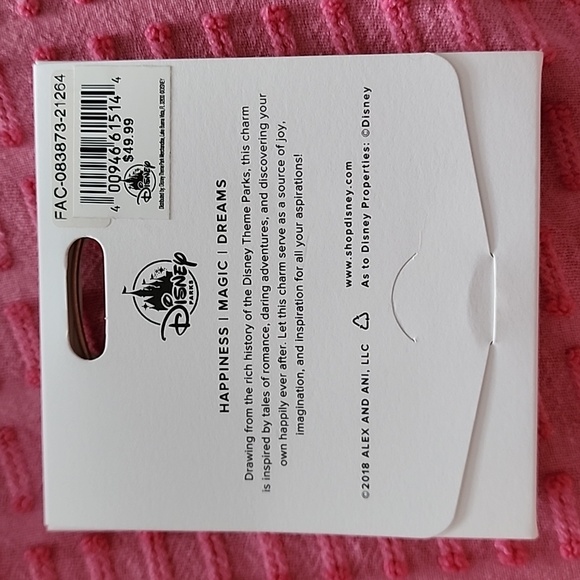 FAC-083873-21264
4 00946 61514 4
$49.99
Disney
PARKS
Distributed by: Disney Theme Park Merchandise, Lake Buena Vista, FL 32830 ©Disney
Disney
PARKS
HAPPINESS | MAGIC | DREAMS
Drawing from the rich history of the Disney Theme Parks, this charm
is inspired by tales of romance, daring adventures, and discovering your
own happily ever after. Let this charm serve as a source of joy,
imagination, and inspiration for all your aspirations!
www.shopdisney.com
©2018 ALEX AND ANI, LLC As to Disney Properties: ©Disney